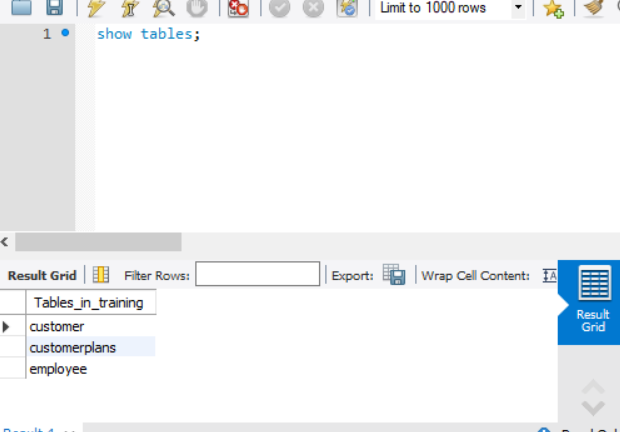 Limit to 1000 rows
1 show tables;
Result Grid Filter Rows: Export: Wrap Cell Content: IA
Tables_in_training
customer
customerplans
employee
Result
Grid